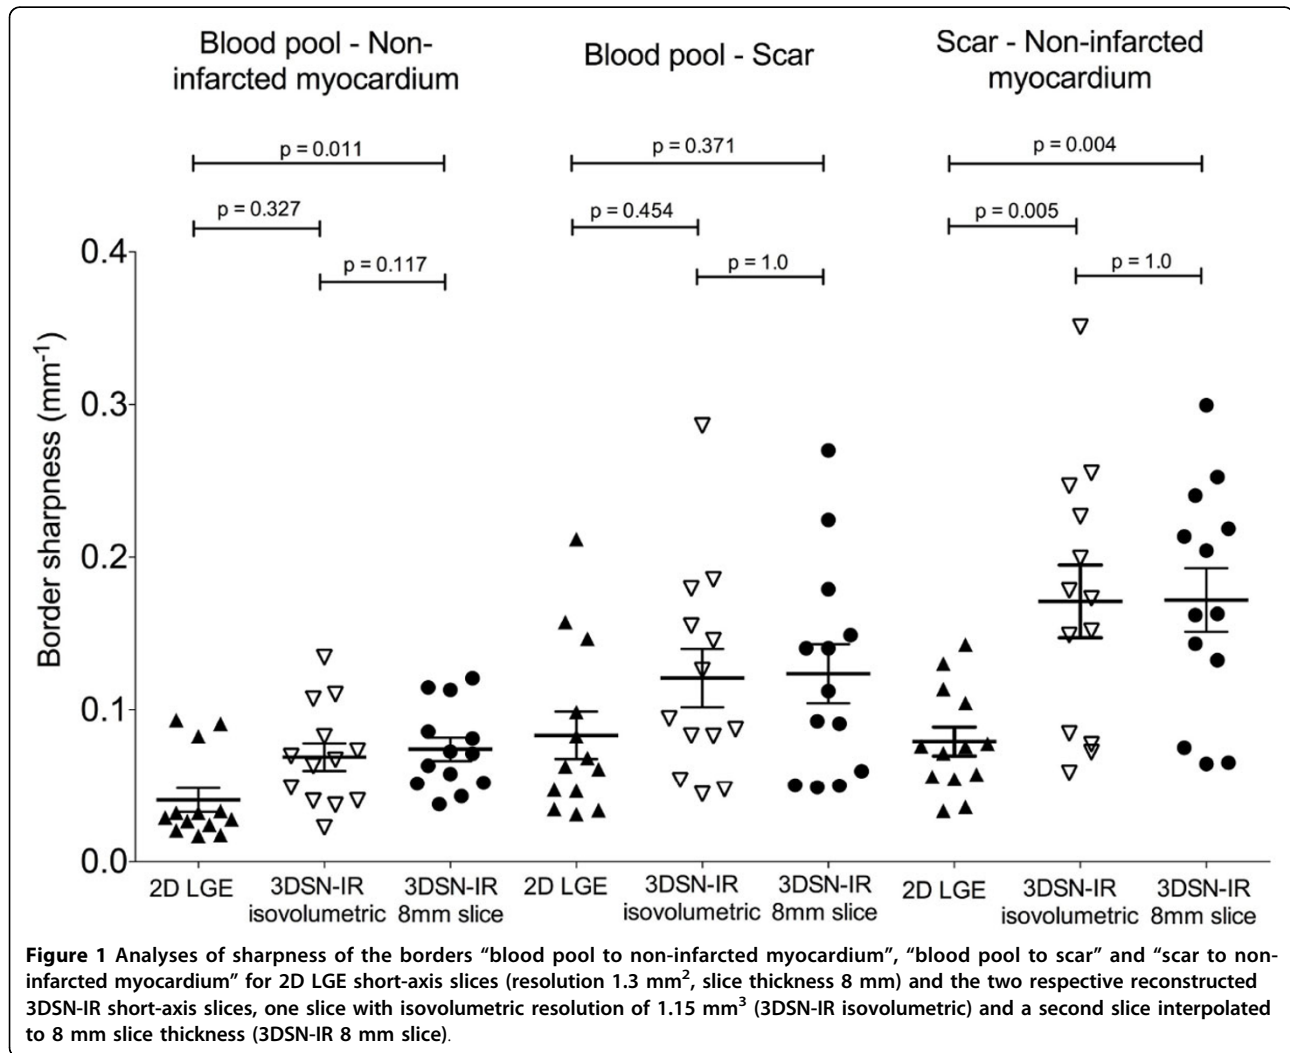 Blood pool - Non-
infarcted myocardium
Blood pool - Scar
Scar - Non-infarcted
myocardium
p = 0.011
p = 0.371
p = 0.004
p = 0.327
p = 0.454
p = 0.005
p = 0.117
p = 1.0
p = 1.0
Border sharpness (mm⁻¹)
0.4
0.3
0.2
0.1
0.0
2D LGE
3DSN-IR
isovolumetric
3DSN-IR
8mm slice
2D LGE
3DSN-IR
isovolumetric
3DSN-IR
8mm slice
2D LGE
3DSN-IR
isovolumetric
3DSN-IR
8mm slice
Figure 1 Analyses of sharpness of the borders “blood pool to non-infarcted myocardium”, “blood pool to scar” and “scar to non-
infarcted myocardium” for 2D LGE short-axis slices (resolution 1.3 mm², slice thickness 8 mm) and the two respective reconstructed
3DSN-IR short-axis slices, one slice with isovolumetric resolution of 1.15 mm³ (3DSN-IR isovolumetric) and a second slice interpolated
to 8 mm slice thickness (3DSN-IR 8 mm slice).